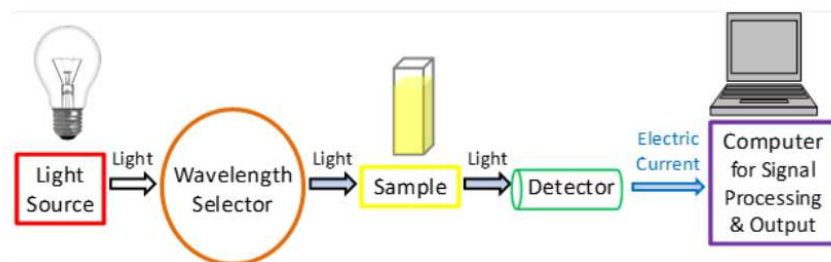 Light
Source
Light
Wavelength
Selector
Light
Sample
Light
Detector
Electric
Current
Computer
for Signal
Processing
& Output